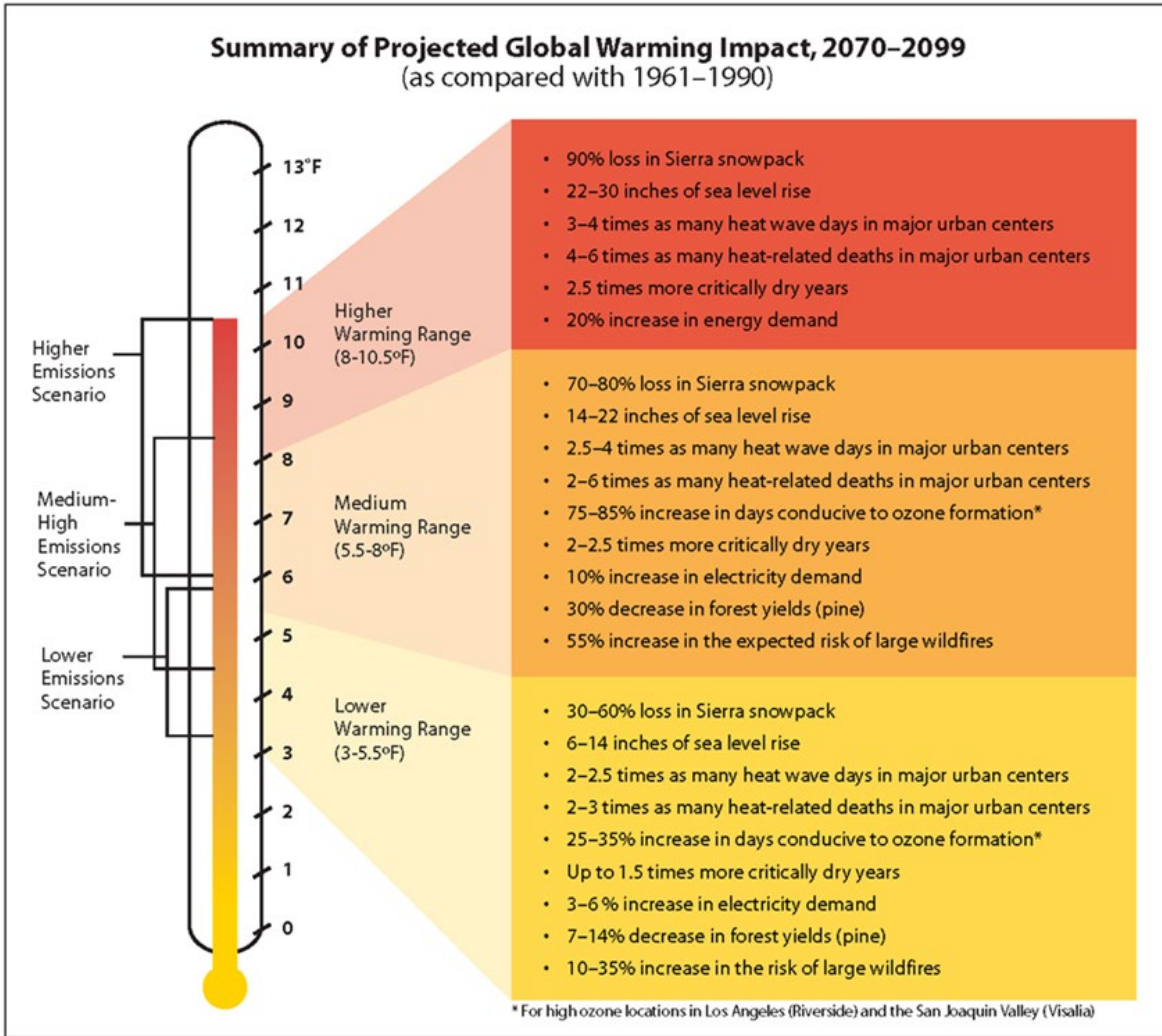 Summary of Projected Global Warming Impact, 2070–2099
(as compared with 1961–1990)
13°F
12
11
10
9
8
7
6
5
4
3
2
1
0
Higher
Emissions
Scenario
Medium-
High
Emissions
Scenario
Lower
Emissions
Scenario
Higher
Warming Range
(8-10.5ºF)
Medium
Warming Range
(5.5-8ºF)
Lower
Warming Range
(3-5.5ºF)
• 90% loss in Sierra snowpack
• 22–30 inches of sea level rise
• 3–4 times as many heat wave days in major urban centers
• 4–6 times as many heat-related deaths in major urban centers
• 2.5 times more critically dry years
• 20% increase in energy demand
• 70–80% loss in Sierra snowpack
• 14–22 inches of sea level rise
• 2.5–4 times as many heat wave days in major urban centers
• 2–6 times as many heat-related deaths in major urban centers
• 75–85% increase in days conducive to ozone formation*
• 2–2.5 times more critically dry years
• 10% increase in electricity demand
• 30% decrease in forest yields (pine)
• 55% increase in the expected risk of large wildfires
• 30–60% loss in Sierra snowpack
• 6–14 inches of sea level rise
• 2–2.5 times as many heat wave days in major urban centers
• 2–3 times as many heat-related deaths in major urban centers
• 25–35% increase in days conducive to ozone formation*
• Up to 1.5 times more critically dry years
• 3–6 % increase in electricity demand
• 7–14% decrease in forest yields (pine)
• 10–35% increase in the risk of large wildfires
* For high ozone locations in Los Angeles (Riverside) and the San Joaquin Valley (Visalia)